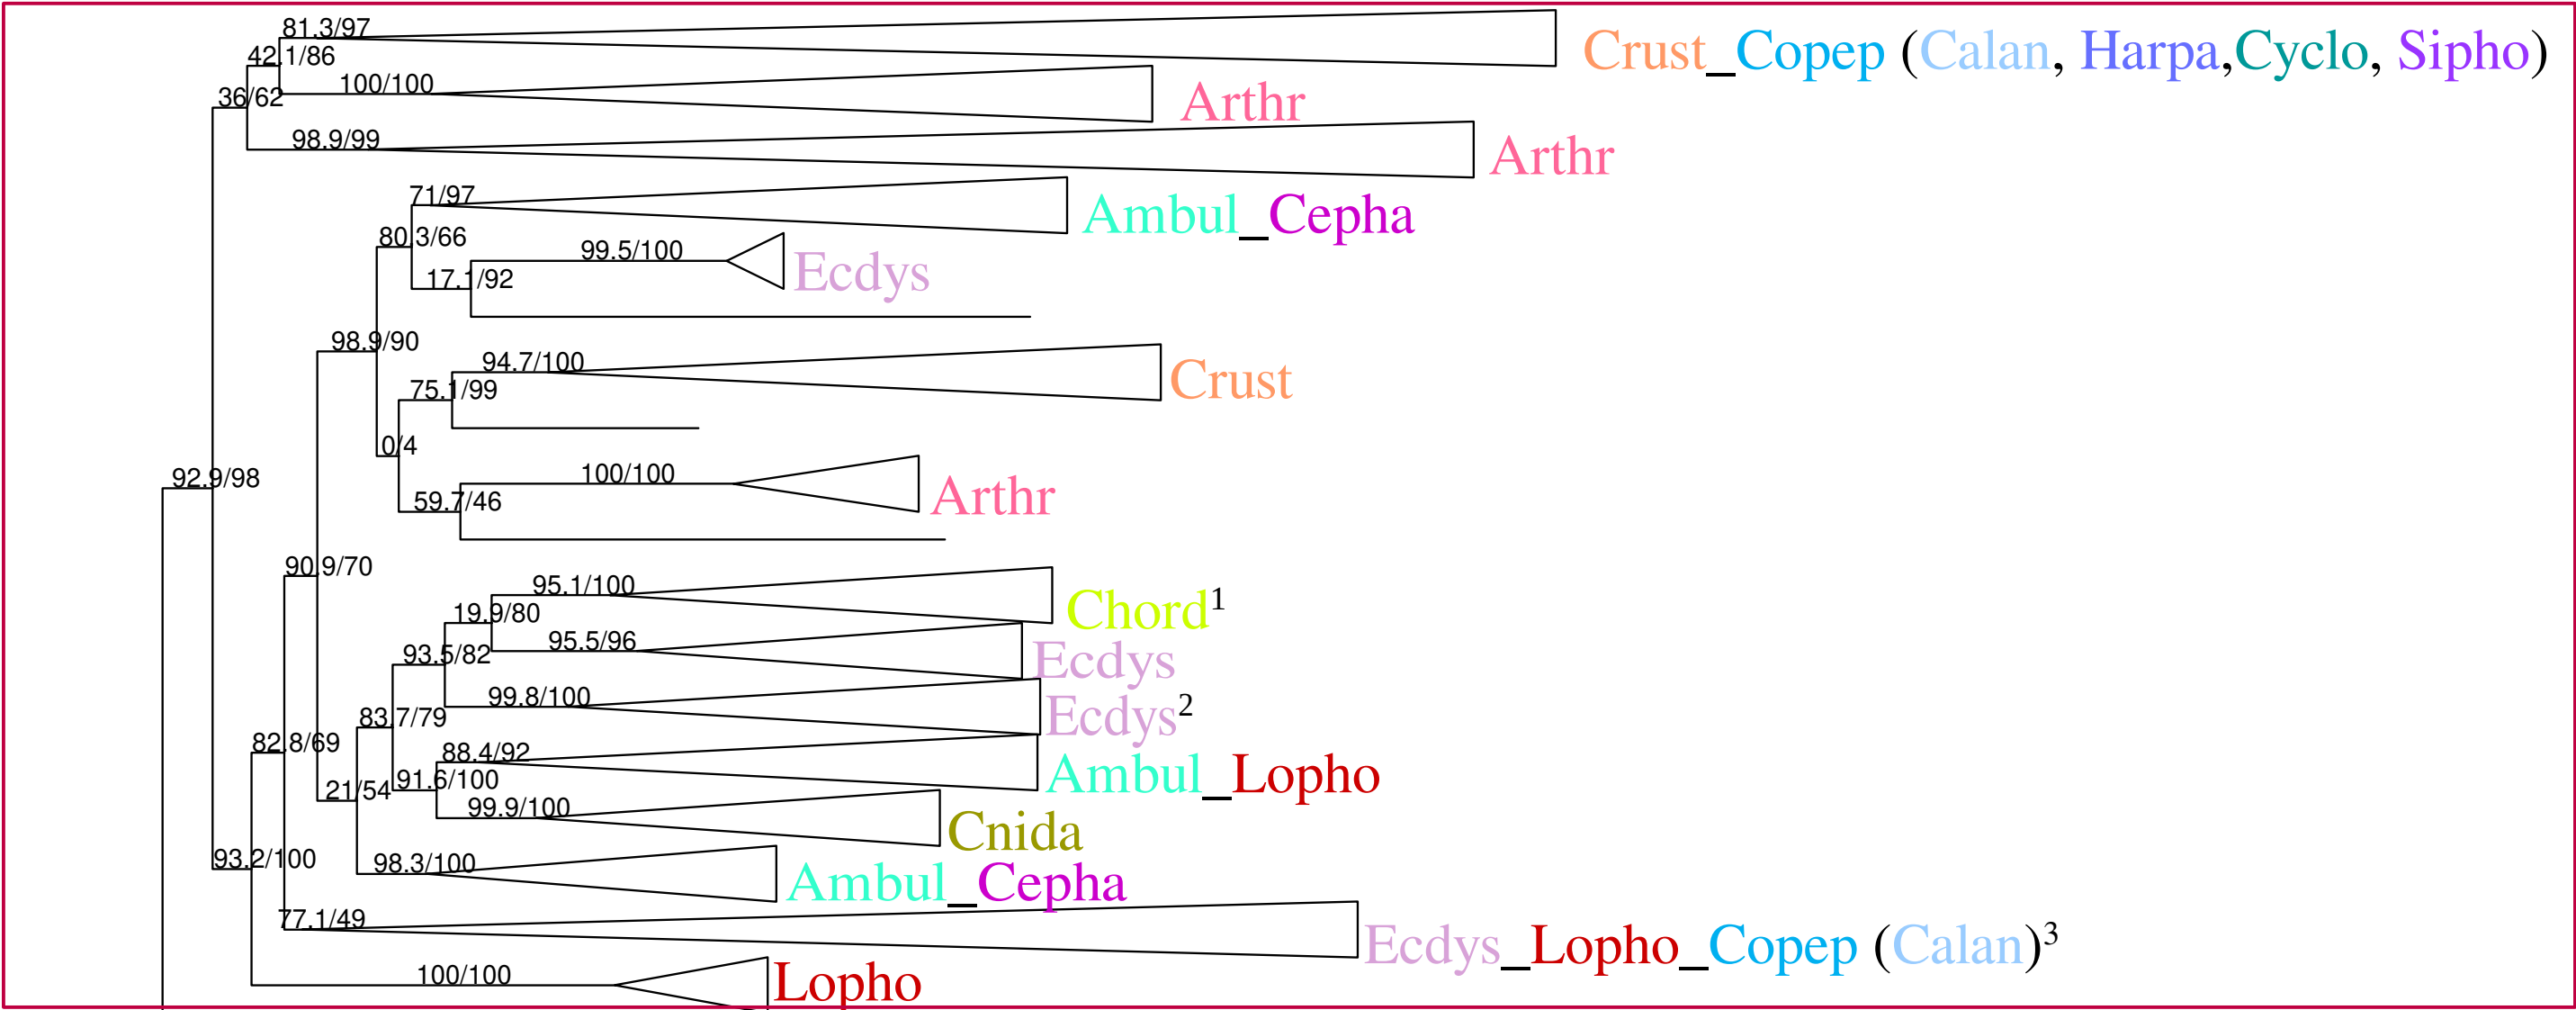 81.3/97
42.1/86
Crust_Copep (Calan, Harpa,Cyclo, Sipho)
100/100
36/62
Arthr
98.9/99
Arthr
71/97
Ambul_Cepha
80.3/66
99.5/100
Ecdys
17.1/92
98.9/90
94.7/100
Crust
75.1/99
0/4
100/100
92.9/98
Arthr
59.7/46
90.9/70
95.1/100
Chord1
19.9/80
95.5/96
93.5/82
Ecdys
99.8/100
Ecdys2
83.7/79
82.8/69
88.4/92
Ambul_Lopho
91.6/100
21/54
99.9/100
Cnida
93.2/100
98.3/100
Ambul_Cepha
77.1/49
Ecdys_Lopho_Copep (Calan)3
100/100
Lopho